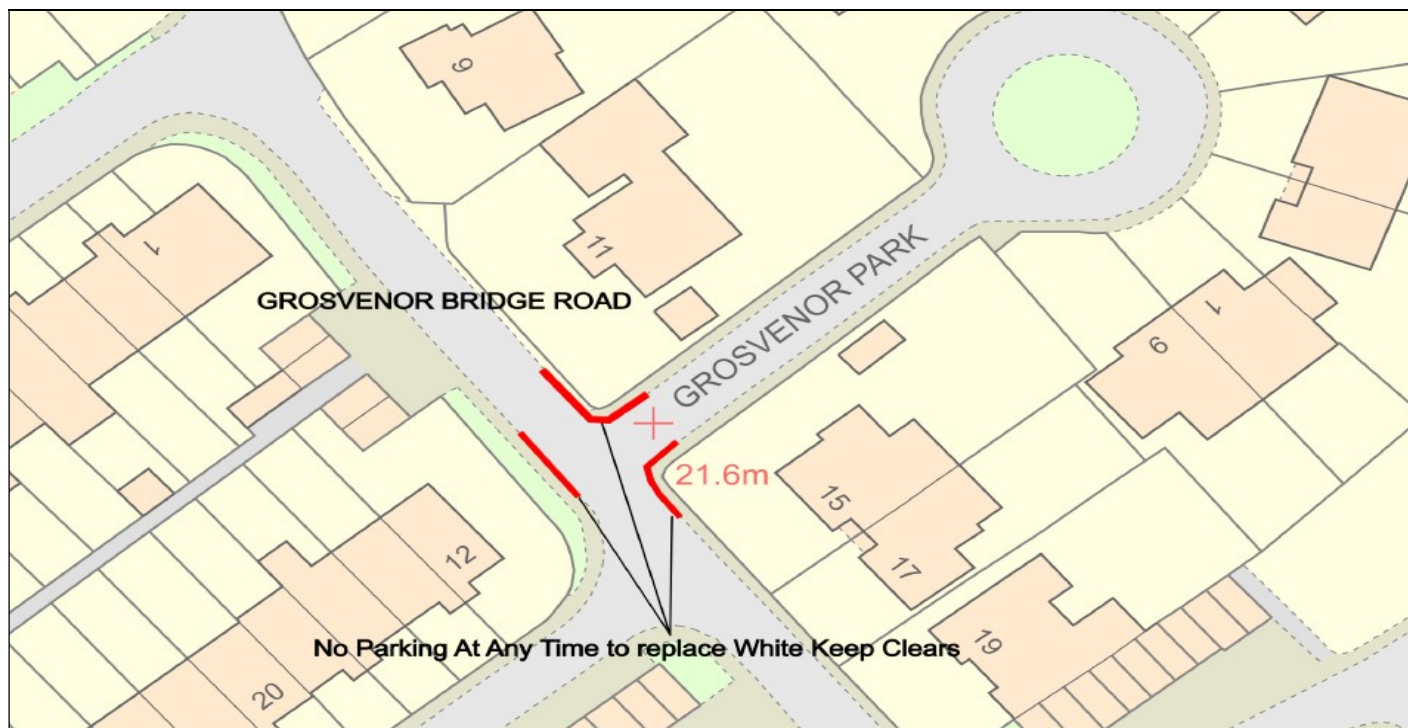 9
11
1
GROSVENOR BRIDGE ROAD
GROSVENOR PARK
1
9
21.6m
15
17
12
19
No Parking At Any Time to replace White Keep Clears
20